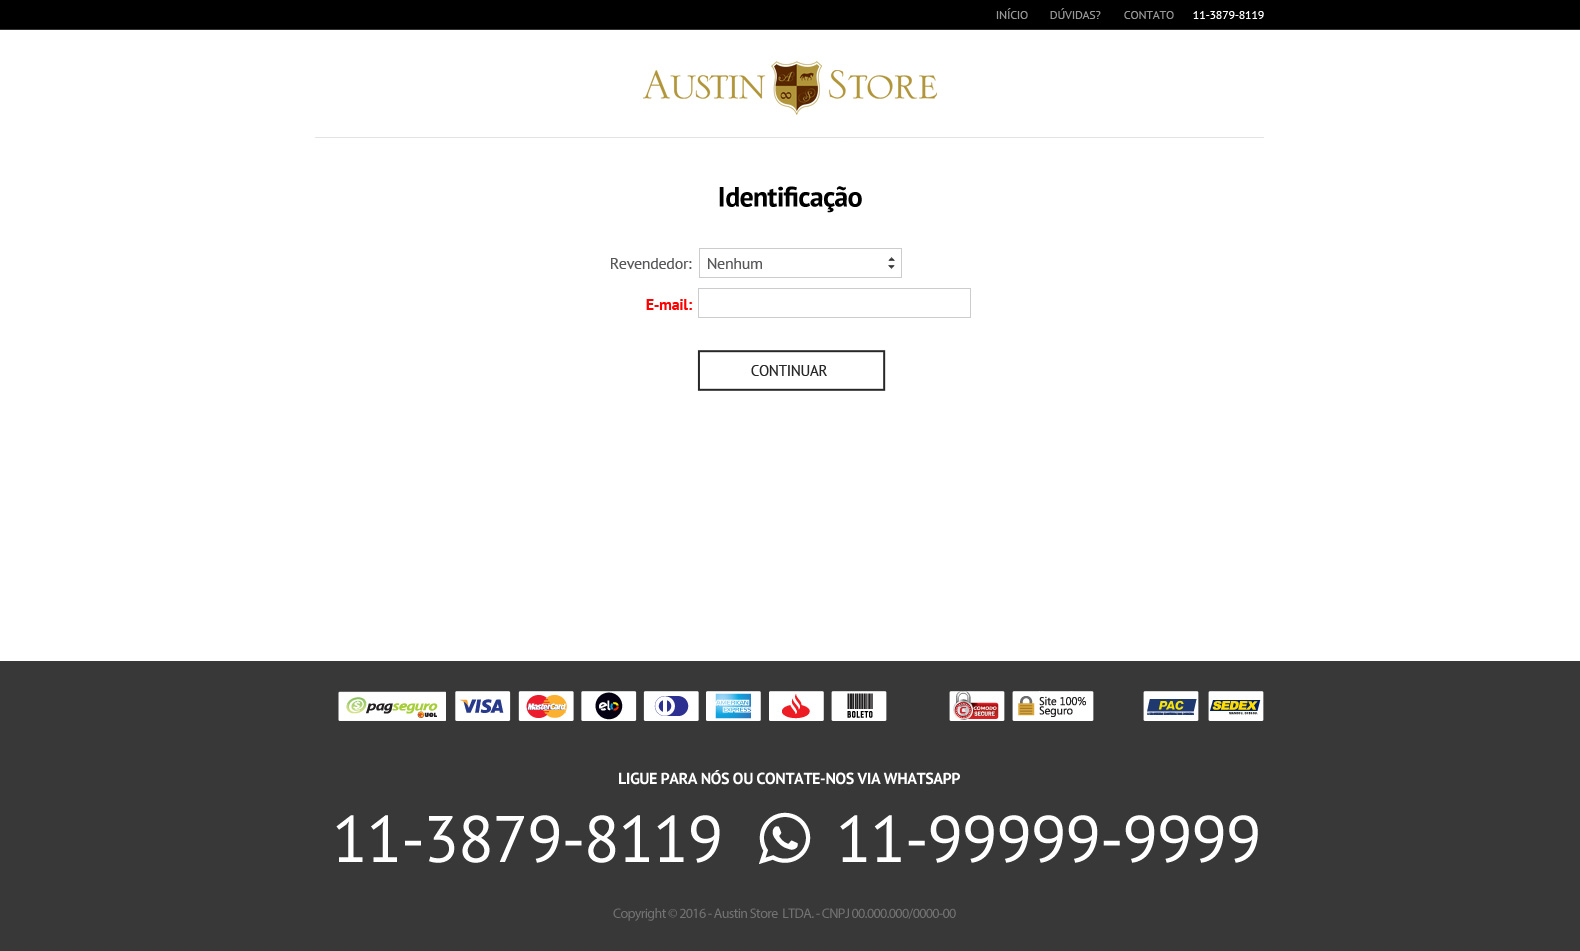 INÍCIO DÚVIDAS? CONTATO 11-3879-8119
AUSTIN STORE
Identificação
Revendedor: Nenhum
E-mail:
CONTINUAR
pagseguro UOL VISA MasterCard elo AMERICAN EXPRESS BOLETO COMODO SECURE Site 100% Seguro PAC SEDEX
LIGUE PARA NÓS OU CONTATE-NOS VIA WHATSAPP
11-3879-8119 11-99999-9999
Copyright © 2016 - Austin Store LTDA. - CNPJ 00.000.000/0000-00